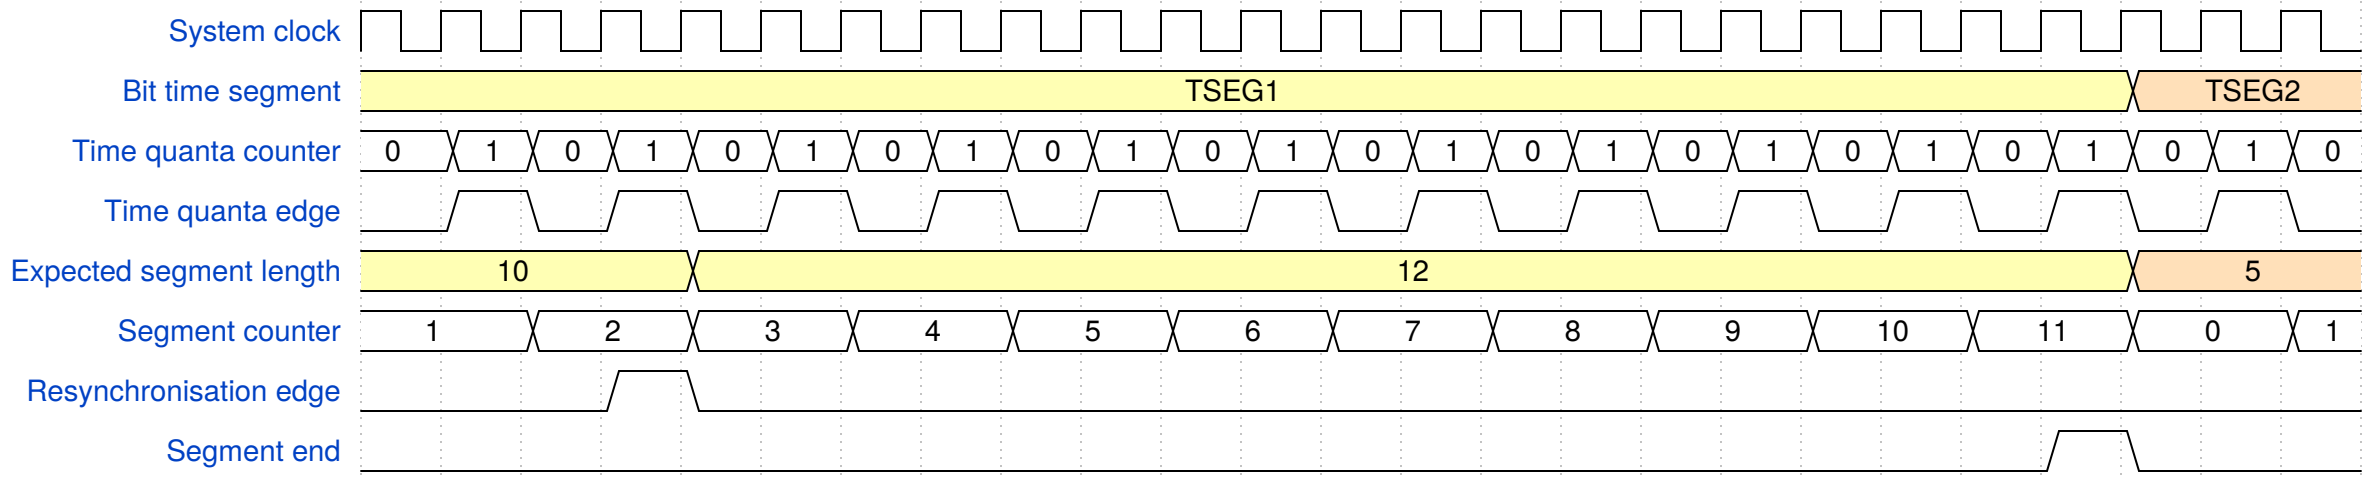 System clock
Bit time segment TSEG1 TSEG2
Time quanta counter 0 1 0 1 0 1 0 1 0 1 0 1 0 1 0 1 0 1 0 1 0 1 0 1 0
Time quanta edge
Expected segment length 10 12 5
Segment counter 1 2 3 4 5 6 7 8 9 10 11 0 1
Resynchronisation edge
Segment end